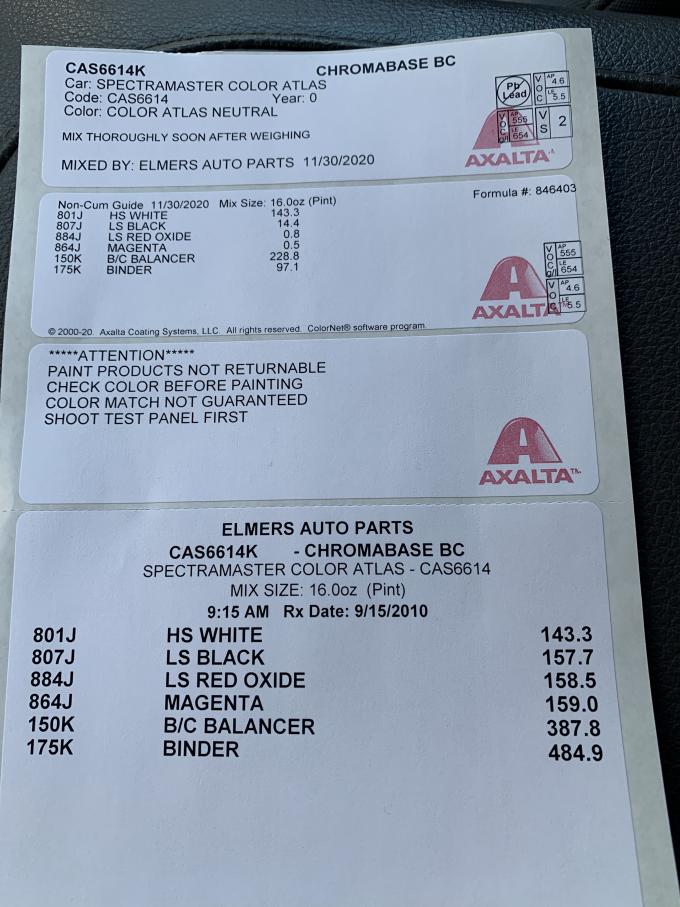 CAS6614K CHROMABASE BC
Car: SPECTRAMASTER COLOR ATLAS
Code: CAS6614 Year: 0
Color: COLOR ATLAS NEUTRAL
MIX THOROUGHLY SOON AFTER WEIGHING
MIXED BY: ELMERS AUTO PARTS 11/30/2020
Pb Lead
VOC AP 4.6 LE 5.5
VOC g/l AP 555 LE 654
VS 2
AXALTA
Non-Cum Guide 11/30/2020 Mix Size: 16.0oz (Pint) Formula #: 846403
801J HS WHITE 143.3
807J LS BLACK 14.4
884J LS RED OXIDE 0.8
864J MAGENTA 0.5
150K B/C BALANCER 228.8
175K BINDER 97.1
VOC g/l AP 555 LE 654
VOC AP 4.6 LE 5.5
AXALTA
© 2000-20. Axalta Coating Systems, LLC. All rights reserved. ColorNet® software program.
*****ATTENTION*****
PAINT PRODUCTS NOT RETURNABLE
CHECK COLOR BEFORE PAINTING
COLOR MATCH NOT GUARANTEED
SHOOT TEST PANEL FIRST
AXALTA
ELMERS AUTO PARTS
CAS6614K - CHROMABASE BC
SPECTRAMASTER COLOR ATLAS - CAS6614
MIX SIZE: 16.0oz (Pint)
9:15 AM Rx Date: 9/15/2010
801J HS WHITE 143.3
807J LS BLACK 157.7
884J LS RED OXIDE 158.5
864J MAGENTA 159.0
150K B/C BALANCER 387.8
175K BINDER 484.9